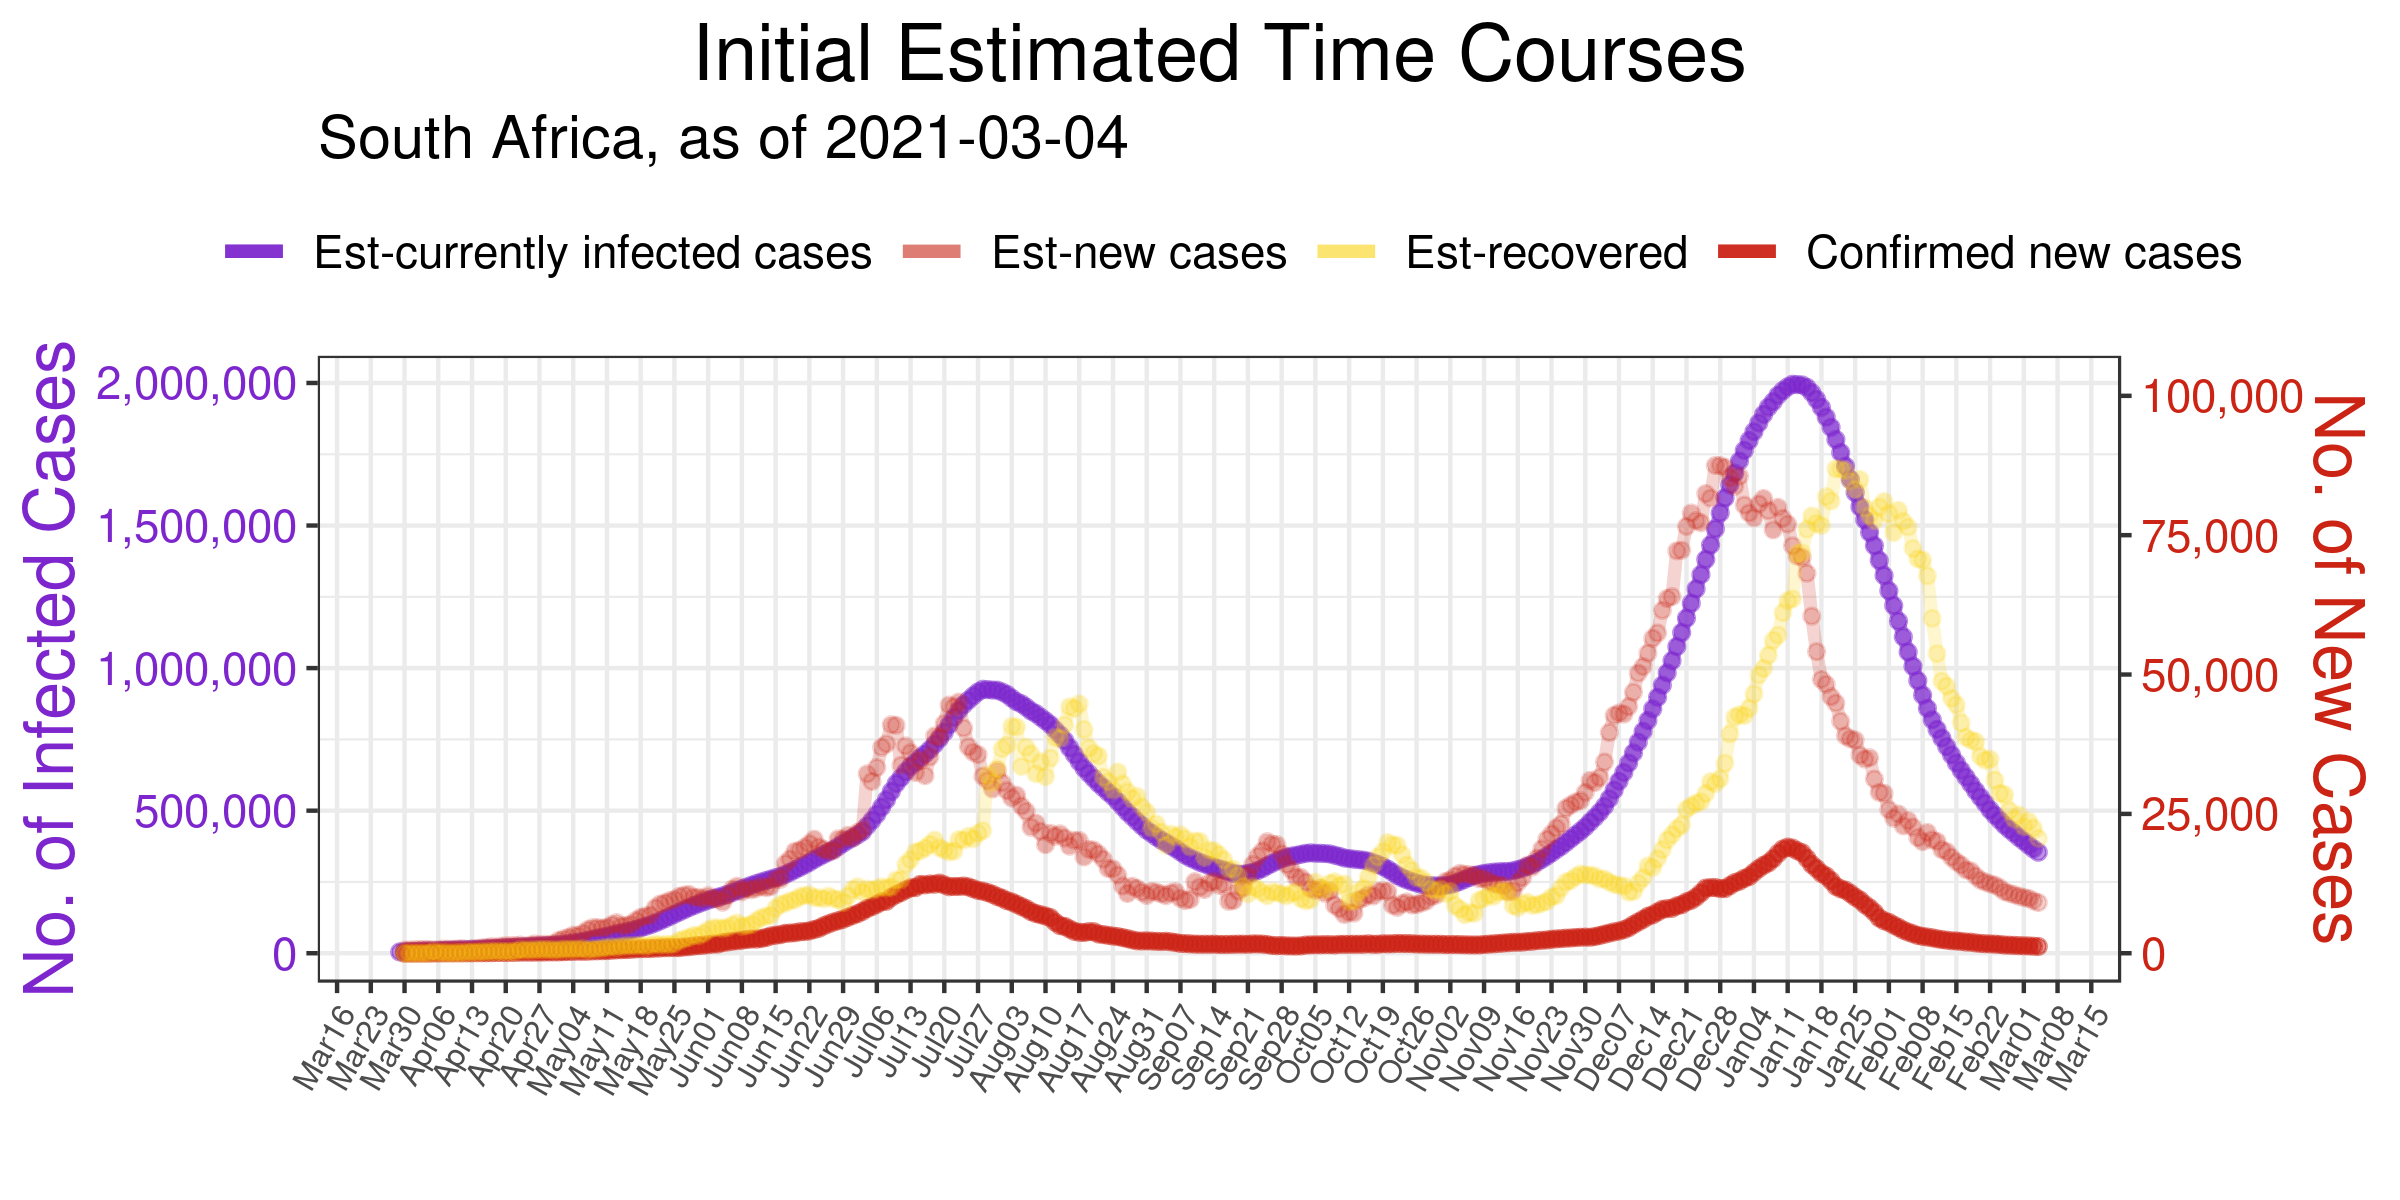 Initial Estimated Time Courses
South Africa, as of 2021-03-04
Est-currently infected cases Est-new cases Est-recovered Confirmed new cases
No. of Infected Cases
2,000,000
1,500,000
1,000,000
500,000
0
100,000
75,000
50,000
25,000
0
No. of New Cases
Mar16 Mar23 Mar30 Apr06 Apr13 Apr20 Apr27 May04 May11 May18 May25 Jun01 Jun08 Jun15 Jun22 Jun29 Jul06 Jul13 Jul20 Jul27 Aug03 Aug10 Aug17 Aug24 Aug31 Sep07 Sep14 Sep21 Sep28 Oct05 Oct12 Oct19 Oct26 Nov02 Nov09 Nov16 Nov23 Nov30 Dec07 Dec14 Dec21 Dec28 Jan04 Jan11 Jan18 Jan25 Feb01 Feb08 Feb15 Feb22 Mar01 Mar08 Mar15